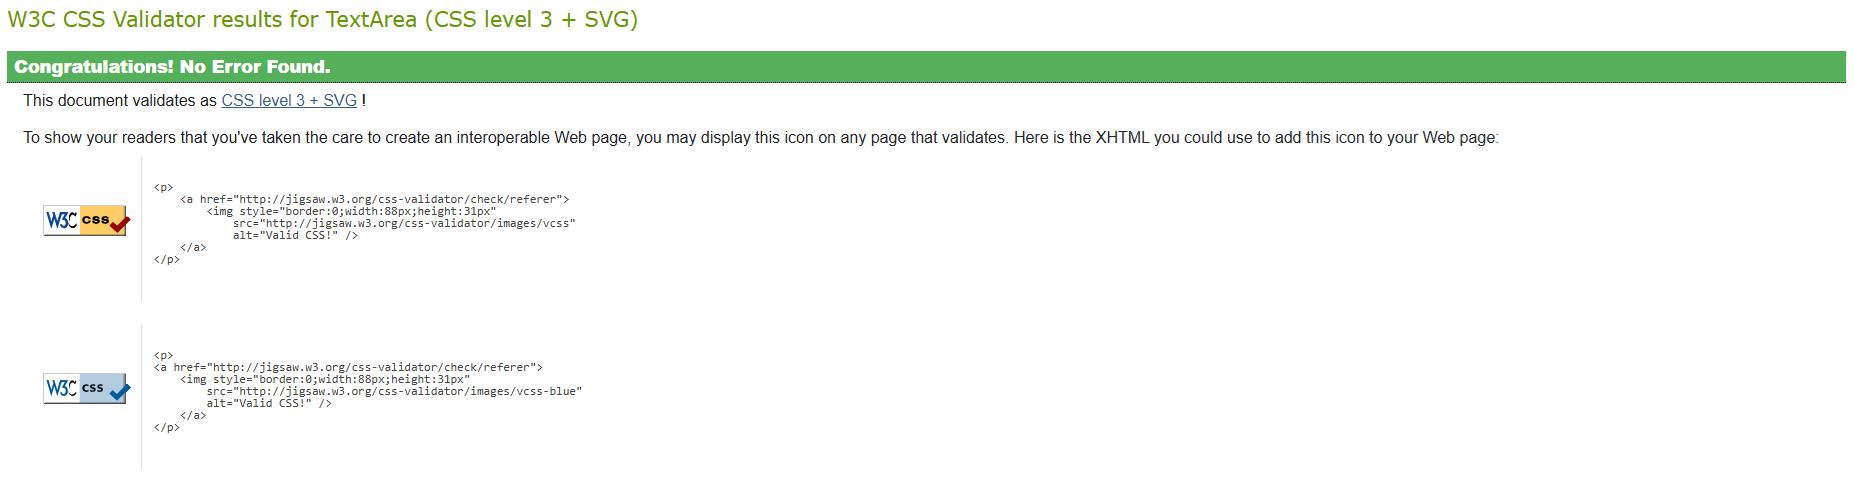 W3C CSS Validator results for TextArea (CSS level 3 + SVG)
Congratulations! No Error Found.
This document validates as CSS level 3 + SVG !
To show your readers that you've taken the care to create an interoperable Web page, you may display this icon on any page that validates. Here is the XHTML you could use to add this icon to your Web page:
W3C css
<p>
<a href="http://jigsaw.w3.org/css-validator/check/referer">
<img style="border:0;width:88px;height:31px"
src="http://jigsaw.w3.org/css-validator/images/vcss"
alt="Valid CSS!" />
</a>
</p>
W3C css
<p>
<a href="http://jigsaw.w3.org/css-validator/check/referer">
<img style="border:0;width:88px;height:31px"
src="http://jigsaw.w3.org/css-validator/images/vcss-blue"
alt="Valid CSS!" />
</a>
</p>